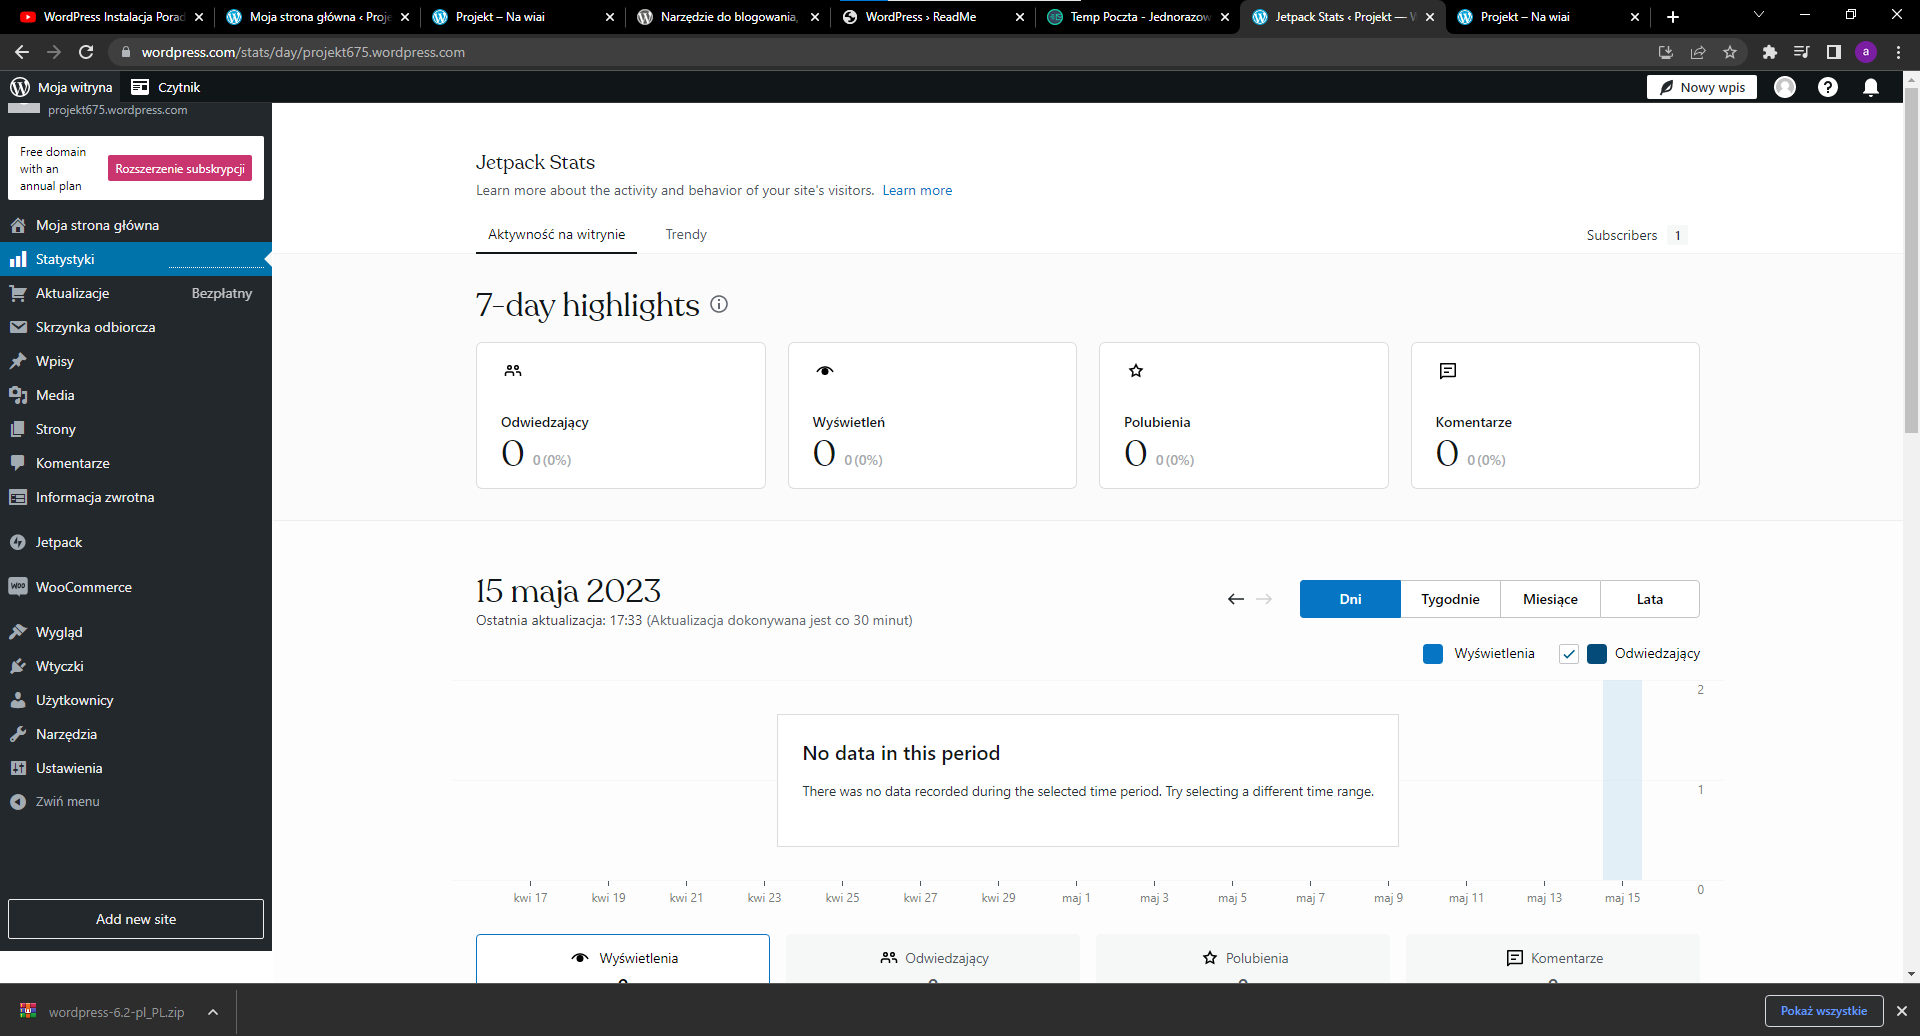 WordPress Instalacja Porad
Moja strona główna ‹ Proje
Projekt – Na wiai
Narzędzie do blogowania,
WordPress › ReadMe
Temp Poczta - Jednorazow
Jetpack Stats ‹ Projekt — W
Projekt – Na wiai
wordpress.com/stats/day/projekt675.wordpress.com
a
Moja witryna
Czytnik
Nowy wpis
projekt675.wordpress.com
Free domain
with an
annual plan
Rozszerzenie subskrypcji
Moja strona główna
Statystyki
Aktualizacje Bezpłatny
Skrzynka odbiorcza
Wpisy
Media
Strony
Komentarze
Informacja zwrotna
Jetpack
WOO WooCommerce
Wygląd
Wtyczki
Użytkownicy
Narzędzia
Ustawienia
Zwiń menu
Add new site
Jetpack Stats
Learn more about the activity and behavior of your site's visitors. Learn more
Aktywność na witrynie Trendy Subscribers 1
7-day highlights
Odwiedzający
0 0 (0%)
Wyświetleń
0 0 (0%)
Polubienia
0 0 (0%)
Komentarze
0 0 (0%)
15 maja 2023
Ostatnia aktualizacja: 17:33 (Aktualizacja dokonywana jest co 30 minut)
Dni Tygodnie Miesiące Lata
Wyświetlenia Odwiedzający
2
No data in this period
There was no data recorded during the selected time period. Try selecting a different time range.
1
0
kwi 17 kwi 19 kwi 21 kwi 23 kwi 25 kwi 27 kwi 29 maj 1 maj 3 maj 5 maj 7 maj 9 maj 11 maj 13 maj 15
Wyświetlenia Odwiedzający Polubienia Komentarze
wordpress-6.2-pl_PL.zip
Pokaż wszystkie